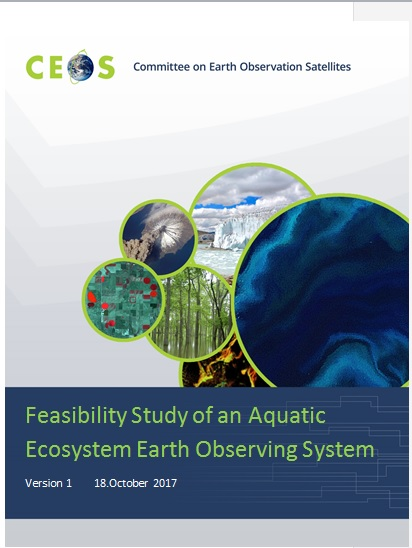 CEOS Committee on Earth Observation Satellites
Feasibility Study of an Aquatic
Ecosystem Earth Observing System
Version 1 18.October 2017